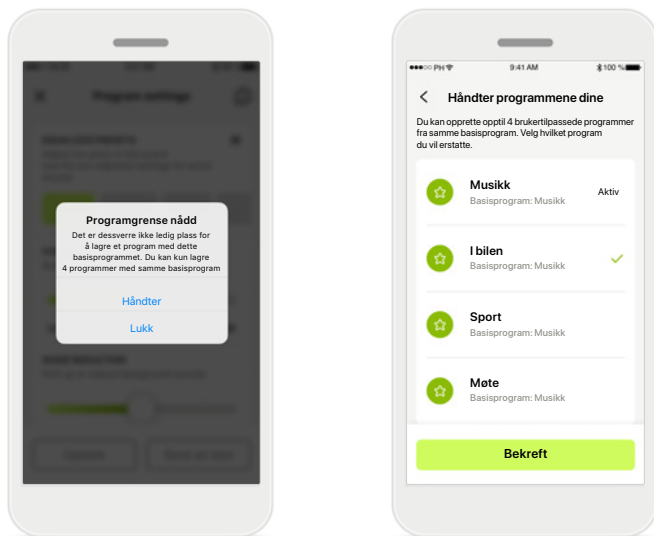 Program settings
Programgrense nådd
Det er dessverre ikke ledig plass for
å lagre et program med dette
basisprogrammet. Du kan kun lagre
4 programmer med samme basisprogram
Håndter
Lukk
PH 9:41 AM 100 %
Håndter programmene dine
Du kan opprette opptil 4 brukertilpassede programmer
fra samme basisprogram. Velg hvilket program
du vil erstatte.
Musikk
Basisprogram: Musikk
Aktiv
I bilen
Basisprogram: Musikk
Sport
Basisprogram: Musikk
Møte
Basisprogram: Musikk
Bekreft